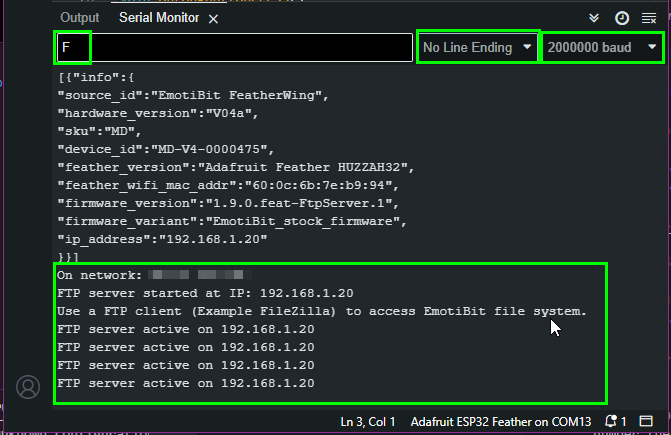 Output Serial Monitor
F No Line Ending 2000000 baud
[{"info":{
"source_id":"EmotiBit FeatherWing",
"hardware_version":"V04a",
"sku":"MD",
"device_id":"MD-V4-0000475",
"feather_version":"Adafruit Feather HUZZAH32",
"feather_wifi_mac_addr":"60:0c:6b:7e:b9:94",
"firmware_version":"1.9.0.feat-FtpServer.1",
"firmware_variant":"EmotiBit_stock_firmware",
"ip_address":"192.168.1.20"
}}]
On network:
FTP server started at IP: 192.168.1.20
Use a FTP client (Example FileZilla) to access EmotiBit file system.
FTP server active on 192.168.1.20
FTP server active on 192.168.1.20
FTP server active on 192.168.1.20
FTP server active on 192.168.1.20
Ln 3, Col 1 Adafruit ESP32 Feather on COM13 1